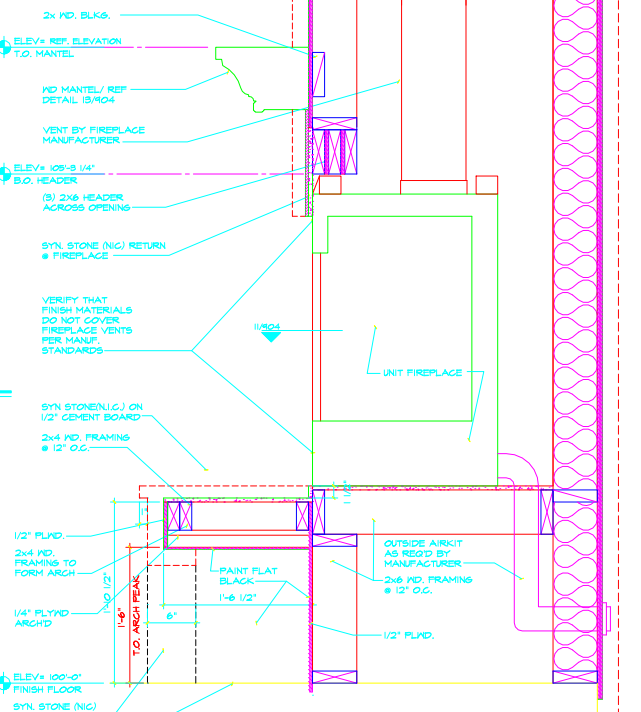 2x WD. BLKG.
ELEV= REF. ELEVATION
T.O. MANTEL
WD MANTEL/ REF
DETAIL 13/904
VENT BY FIREPLACE
MANUFACTURER
ELEV= 105'-3 1/4"
B.O. HEADER
(3) 2X6 HEADER
ACROSS OPENING
SYN. STONE (NIC) RETURN
@ FIREPLACE
VERIFY THAT
FINISH MATERIALS
DO NOT COVER
FIREPLACE VENTS
PER MANUF.
STANDARDS
11/904
UNIT FIREPLACE
SYN STONE(N.I.C.) ON
1/2" CEMENT BOARD
2x4 WD. FRAMING
@ 12" O.C.
1 1/2"
1/2" PLWD.
2x4 WD.
FRAMING TO
FORM ARCH
1/4" PLYWD
ARCH'D
1'-10 1/2"
1'-6"
T.O. ARCH PEAK
PAINT FLAT
BLACK
1'-6 1/2"
6"
OUTSIDE AIRKIT
AS REQ'D BY
MANUFACTURER
2x6 WD. FRAMING
@ 12" O.C.
1/2" PLWD.
ELEV= 100'-0"
FINISH FLOOR
SYN. STONE (NIC)